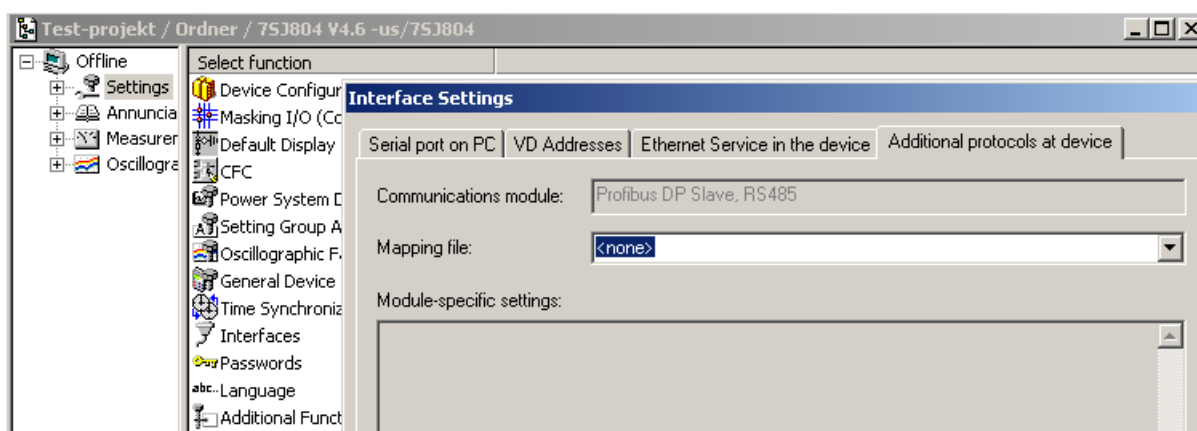 Test-projekt / Ordner / 7SJ804 V4.6 -us/7SJ804
Offline
Settings
Annuncia
Measurer
Oscillogra
Select function
Device Configur
Masking I/O (Co
Default Display
CFC
Power System D
Setting Group A
Oscillographic F
General Device
Time Synchroniz
Interfaces
Passwords
abc..Language
Additional Funct
Interface Settings
Serial port on PC
VD Addresses
Ethernet Service in the device
Additional protocols at device
Communications module:
Profibus DP Slave, RS485
Mapping file:
<none>
Module-specific settings: